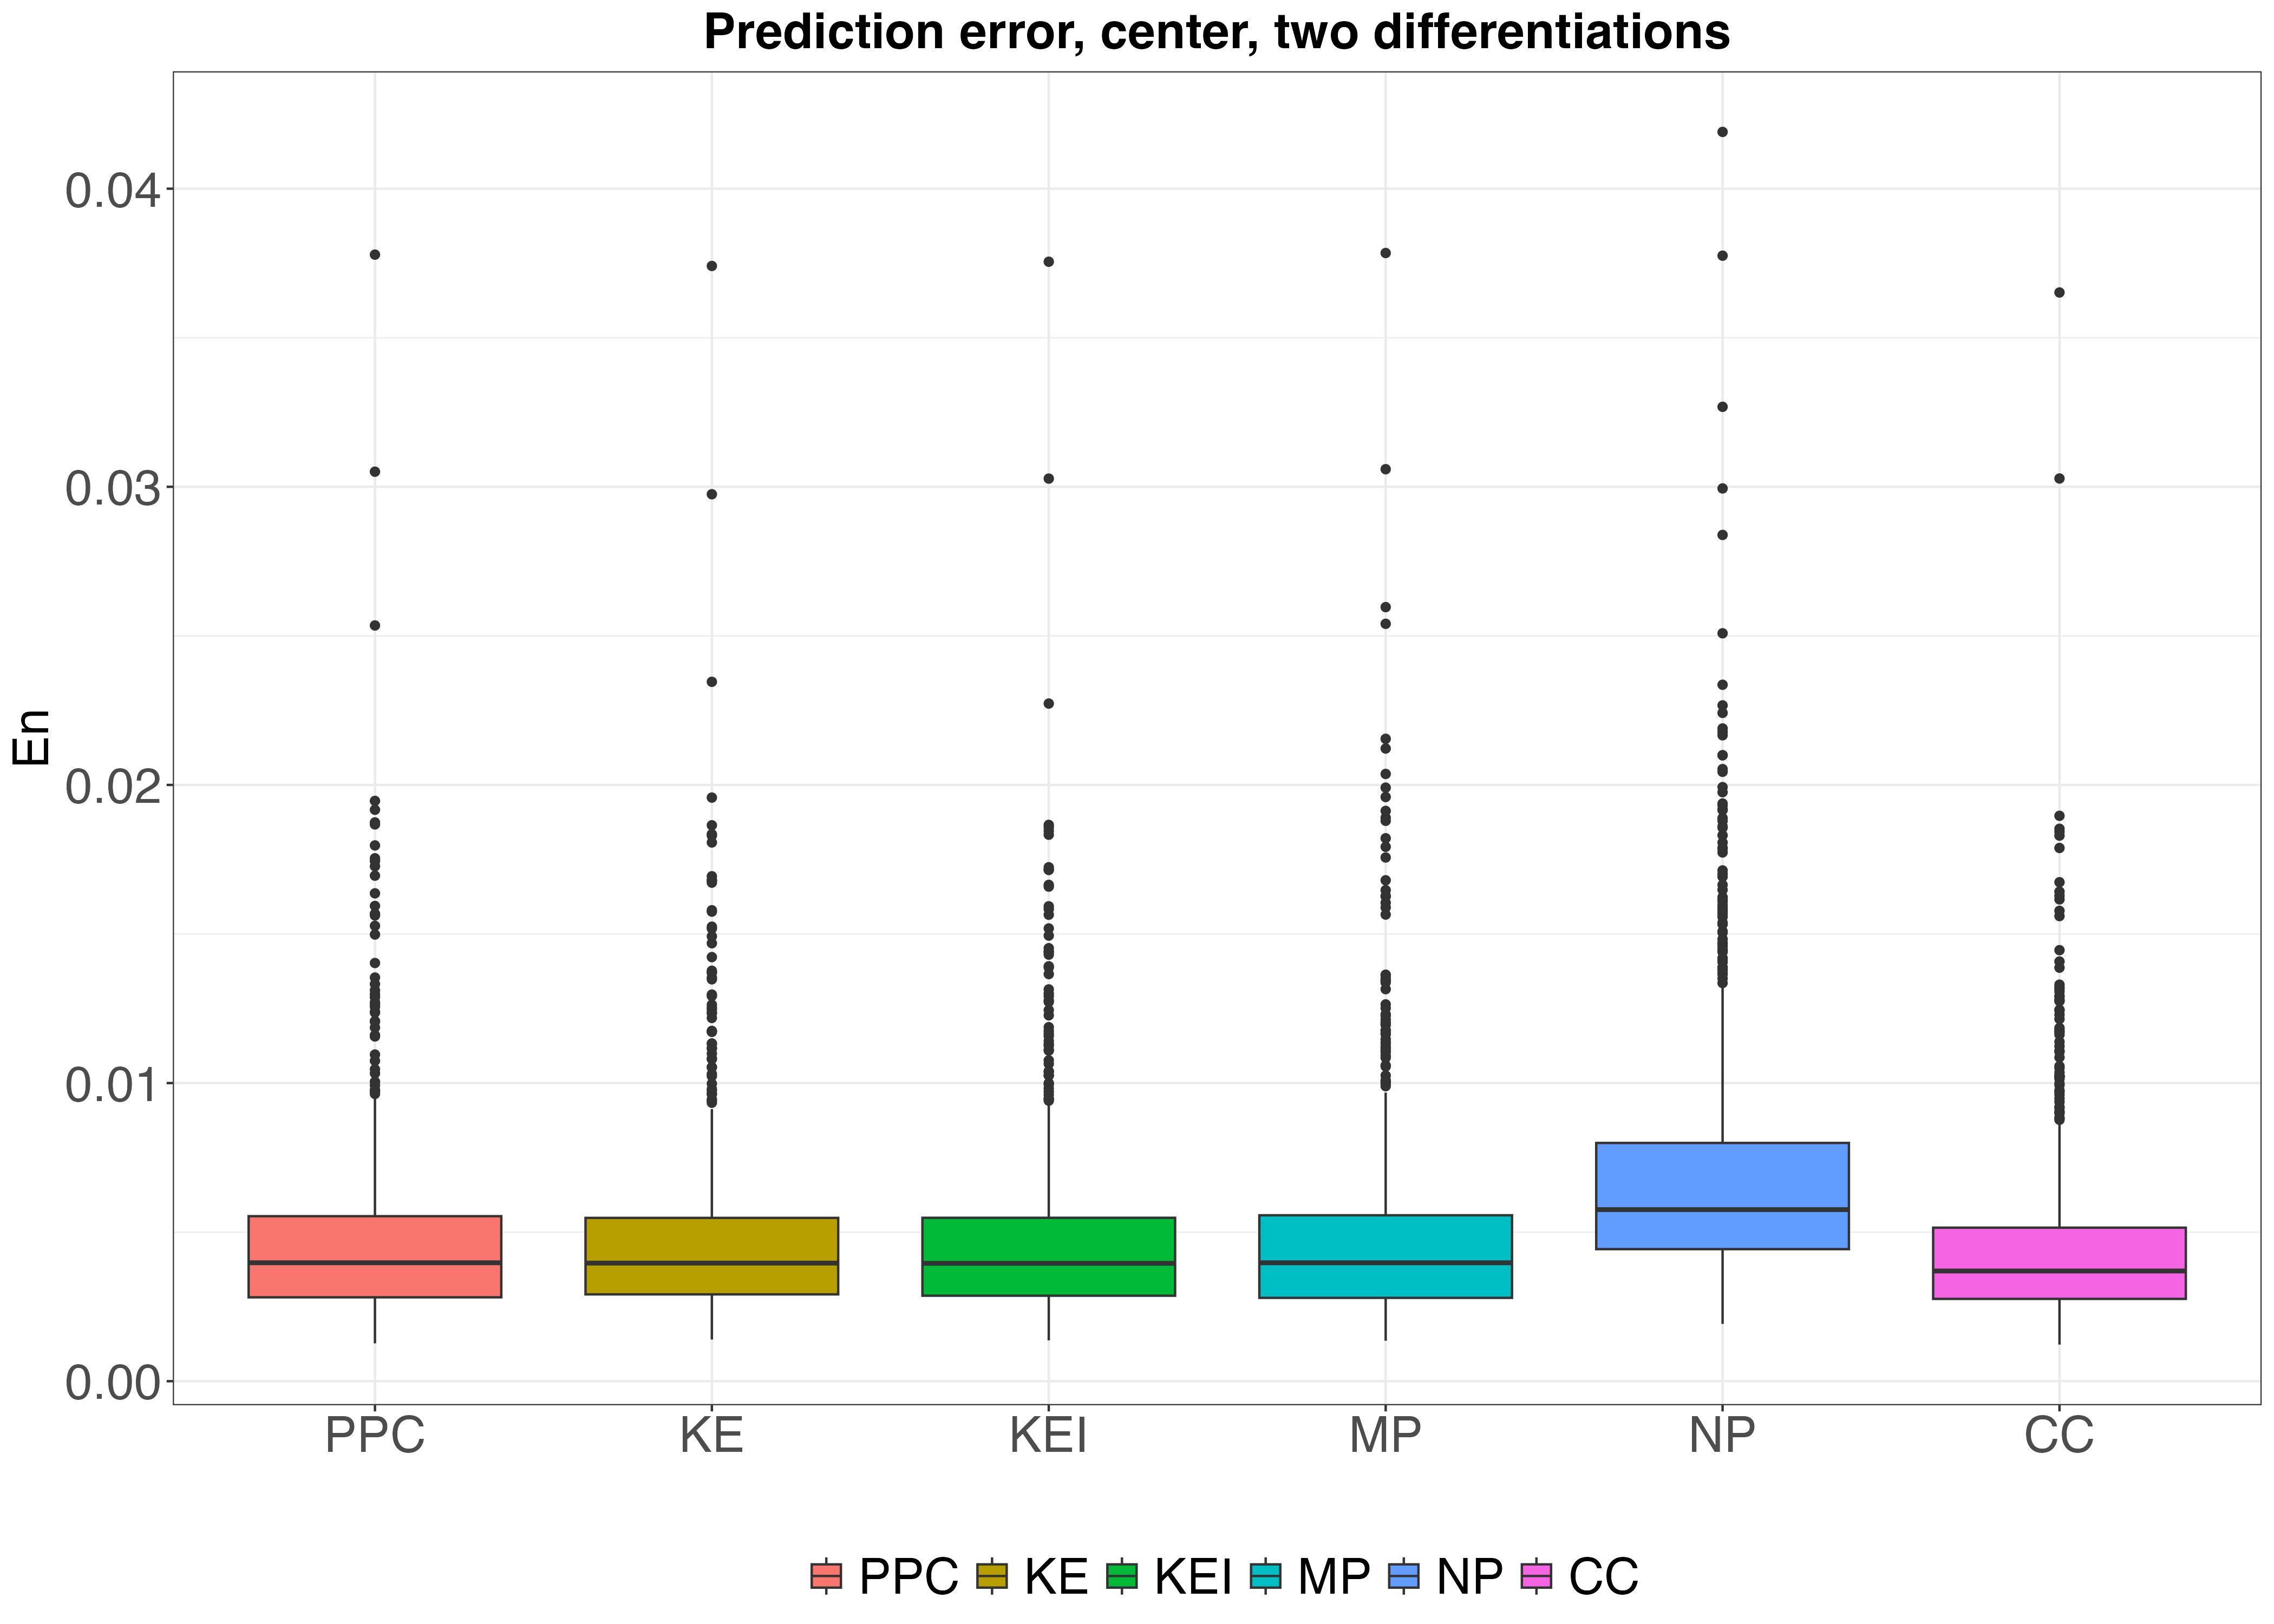 Prediction error, center, two differentiations
En
0.04
0.03
0.02
0.01
0.00
PPC KE KEI MP NP CC
PPC KE KEI MP NP CC